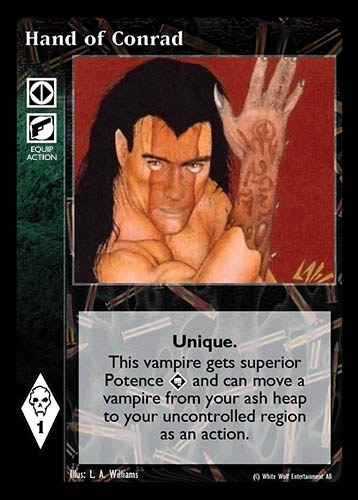 Hand of Conrad
EQUIP
ACTION
Unique.
This vampire gets superior
Potence and can move a
vampire from your ash heap
to your uncontrolled region
as an action.
1
Illus: L. A. Williams
(C) White Wolf Entertainment AB